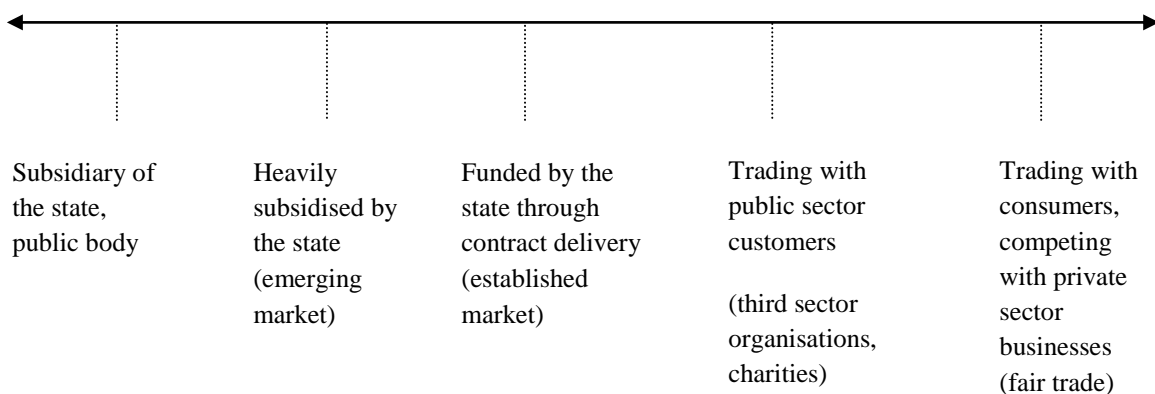 Subsidiary of
the state,
public body
Heavily
subsidised by
the state
(emerging
market)
Funded by the
state through
contract delivery
(established
market)
Trading with
public sector
customers
(third sector
organisations,
charities)
Trading with
consumers,
competing
with private
sector
businesses
(fair trade)